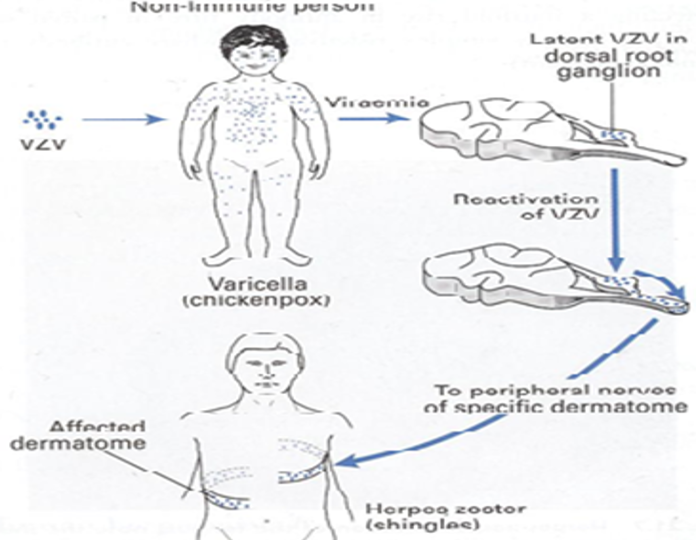 Non-immune person
Latent VZV in
dorsal root
ganglion
Viraemia
VZV
Reactivation
of VZV
Varicella
(chickenpox)
To peripheral nerves
of specific dermatome
Affected
dermatome
Herpes zoster
(shingles)